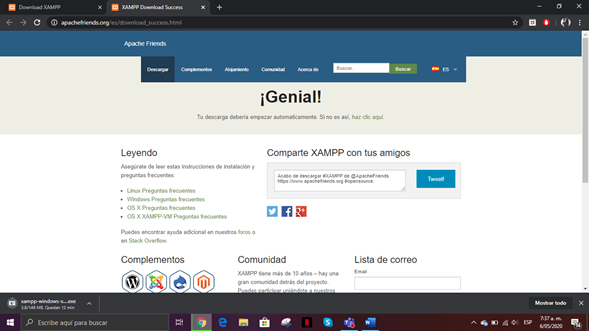 Download XAMPP
XAMPP Download Success
apachefriends.org/es/download_success.html
Apache Friends
Descargar
Complementos
Alojamiento
Comunidad
Acerca de
Buscar...
Buscar
ES
¡Genial!
Tu descarga debería empezar automaticamente. Si no es así, haz clic aquí.
Leyendo
Asegúrate de leer estas instrucciones de instalación y
preguntas frecuentes:
Linux Preguntas frecuentes
Windows Preguntas frecuentes
OS X Preguntas frecuentes
OS X XAMPP-VM Preguntas frecuentes
Puedes encontrar ayuda adicional en nuestros foros o
en Stack Overflow.
Comparte XAMPP con tus amigos
Acabo de descargar #XAMPP de @ApacheFriends
https://www.apachefriends.org #opensource
Tweet!
Complementos
Comunidad
XAMPP tiene más de 10 años – hay una
gran comunidad detrás del proyecto.
Puedes participar uniéndote a nuestros
Lista de correo
Email
xampp-windows-x....exe
5.8/148 MB, Quedan 12 min
Mostrar todo
Escribe aquí para buscar
ESP
7:37 a. m.
6/05/2020